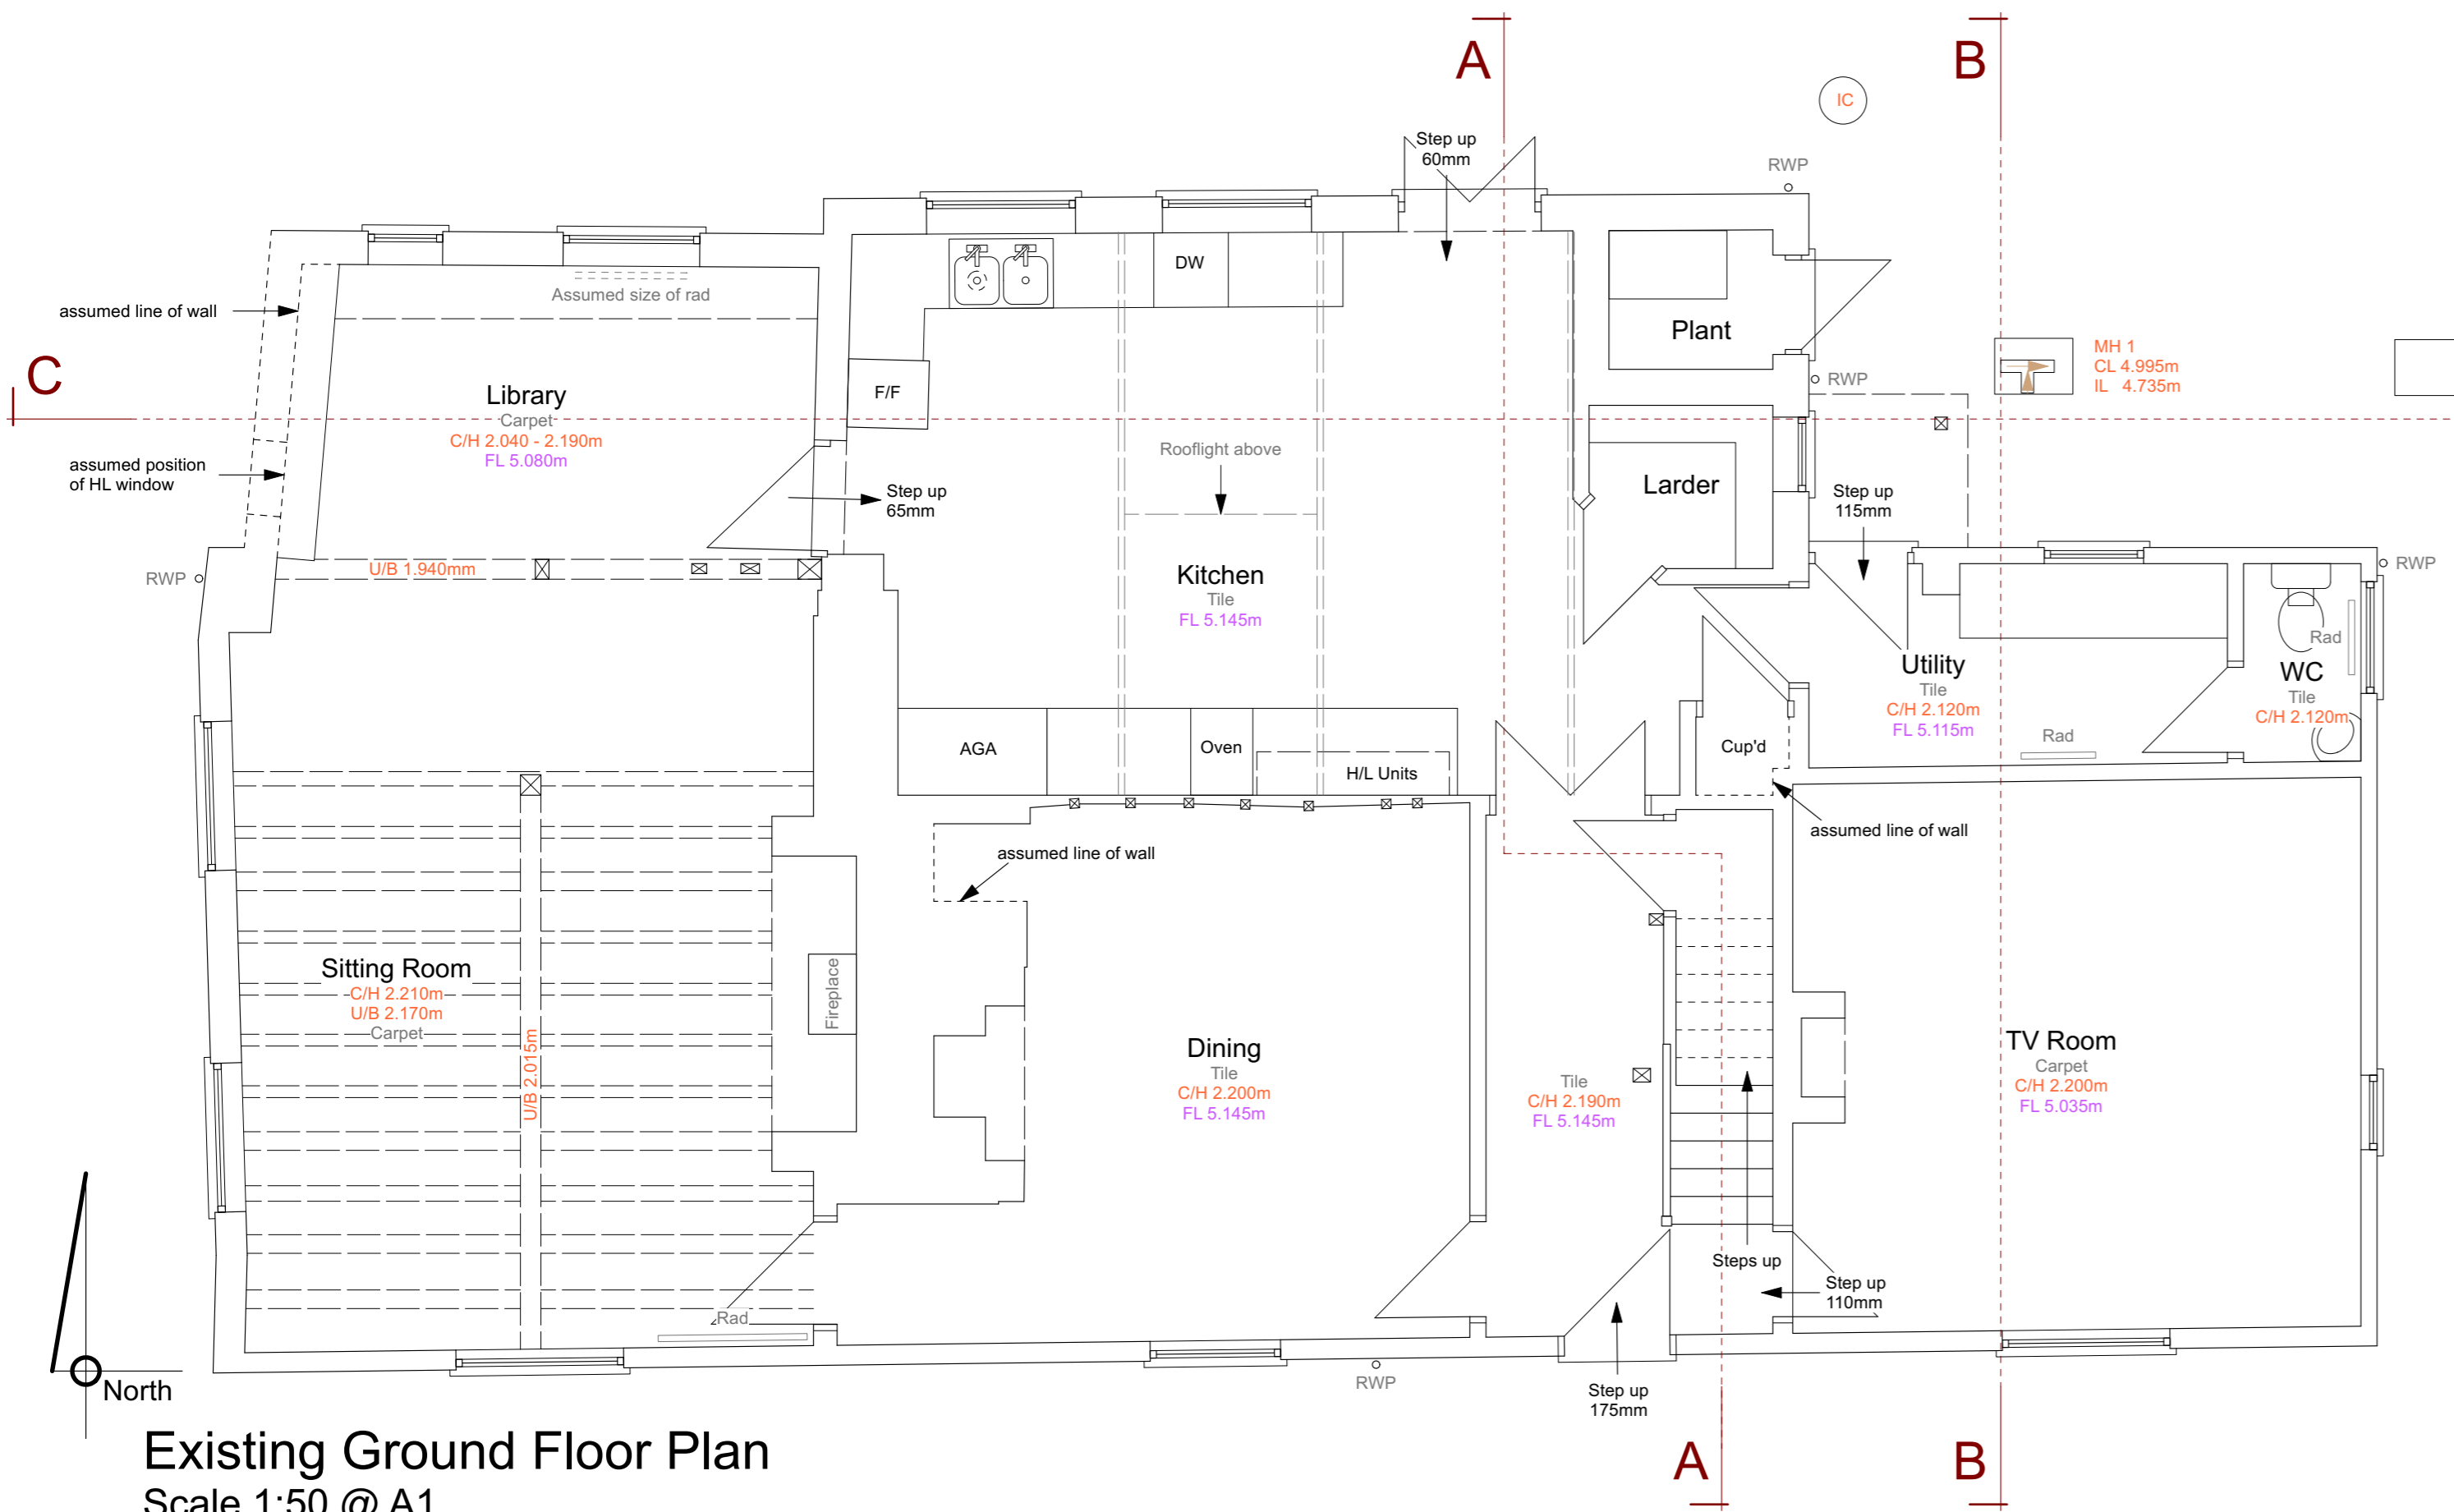 A
B
IC
Step up
60mm
RWP
DW
Assumed size of rad
assumed line of wall
Plant
MH 1
CL 4.995m
IL 4.735m
C
RWP
F/F
Library
Carpet
C/H 2.040 - 2.190m
FL 5.080m
Rooflight above
assumed position
of HL window
Step up
65mm
Larder
Step up
115mm
U/B 1.940mm
RWP
RWP
Kitchen
Tile
FL 5.145m
Rad
Utility
Tile
C/H 2.120m
FL 5.115m
WC
Tile
C/H 2.120m
Rad
AGA
Oven
H/L Units
Cup'd
assumed line of wall
assumed line of wall
Sitting Room
C/H 2.210m
U/B 2.170m
Carpet
Fireplace
U/B 2.015m
Dining
Tile
C/H 2.200m
FL 5.145m
Tile
C/H 2.190m
FL 5.145m
TV Room
Carpet
C/H 2.200m
FL 5.035m
Steps up
Step up
110mm
Rad
RWP
Step up
175mm
North
Existing Ground Floor Plan
A
B
Scale 1:50 @ A1